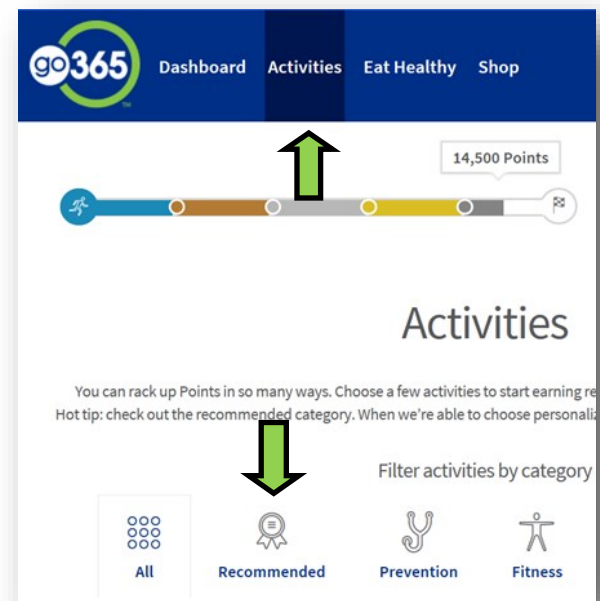 go365 Dashboard Activities Eat Healthy Shop
TM
14,500 Points
Activities
You can rack up Points in so many ways. Choose a few activities to start earning re
Hot tip: check out the recommended category. When we're able to choose personaliz
Filter activities by category
All Recommended Prevention Fitness